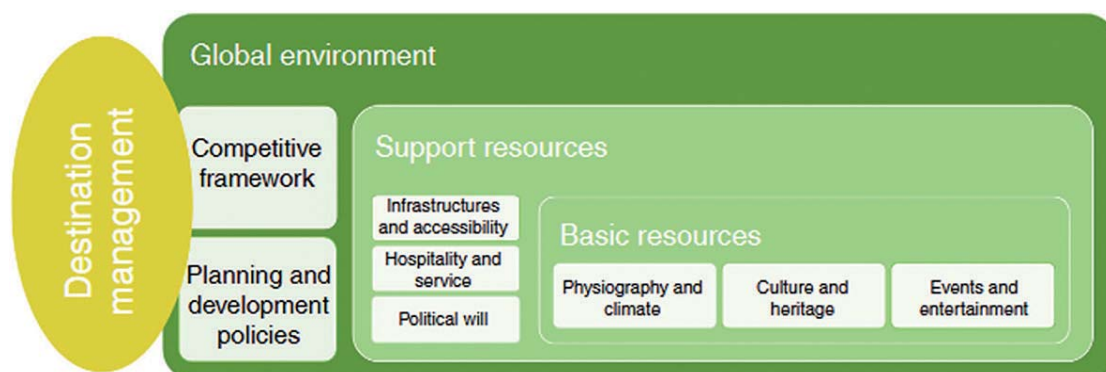 Destination
management
Global environment
Competitive
framework
Planning and
development
policies
Support resources
Infrastructures
and accessibility
Hospitality and
service
Political will
Basic resources
Physiography and
climate
Culture and
heritage
Events and
entertainment